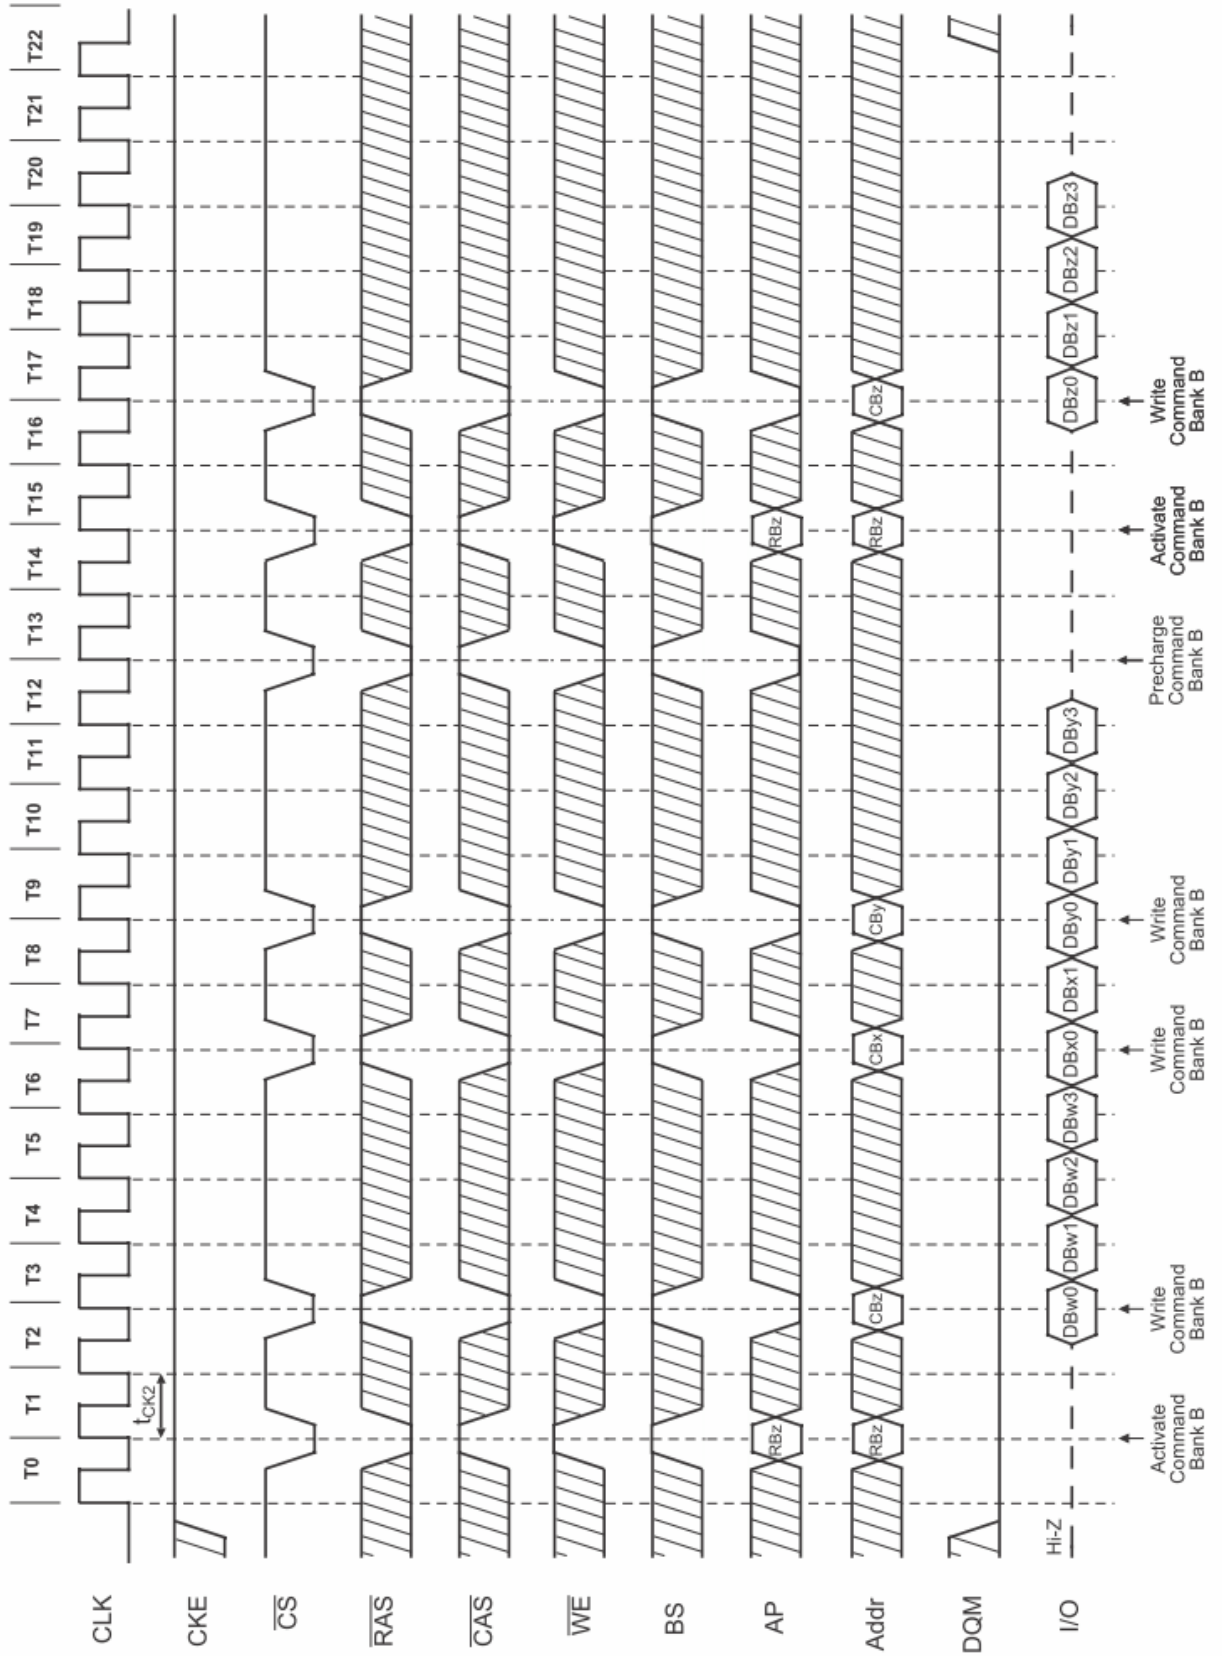 T0 T1 T2 T3 T4 T5 T6 T7 T8 T9 T10 T11 T12 T13 T14 T15 T16 T17 T18 T19 T20 T21 T22
CLK
tCK2
CKE
CS
RAS
CAS
WE
BS
AP
RBz RBz
Addr
RBz CBz CBx CBy RBz CBz
DQM
I/O
Hi-Z
DBw0 DBw1 DBw2 DBw3 DBx0 DBx1 DBy0 DBy1 DBy2 DBy3 DBz0 DBz1 DBz2 DBz3
Activate
Command
Bank B
Write
Command
Bank B
Write
Command
Bank B
Write
Command
Bank B
Precharge
Command
Bank B
Activate
Command
Bank B
Write
Command
Bank B